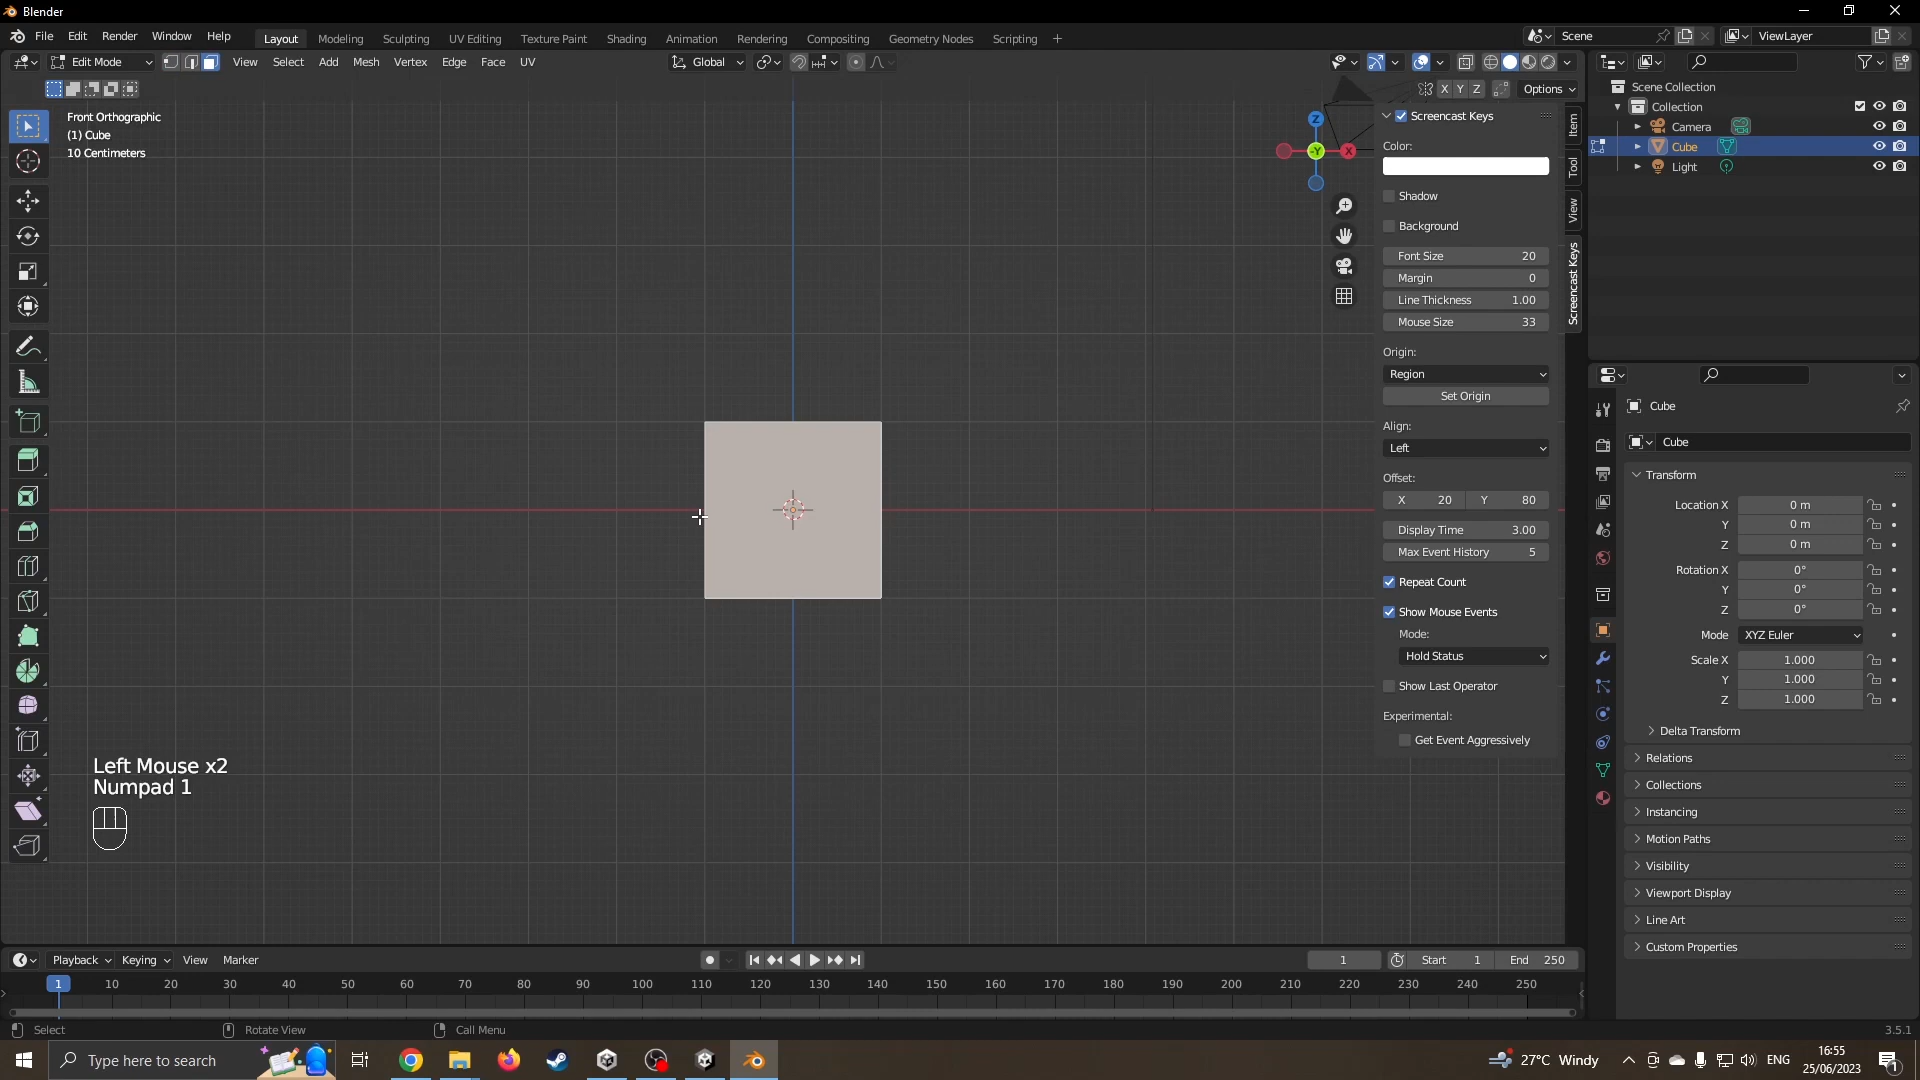 Blender
File Edit Render Window Help
Layout Modeling Sculpting UV Editing Texture Paint Shading Animation Rendering Compositing Geometry Nodes Scripting +
Scene
ViewLayer
Edit Mode View Select Add Mesh Vertex Edge Face UV
Global
X Y Z Options
Front Orthographic
(1) Cube
10 Centimeters
Z
-Y
X
Screencast Keys
Color:
Shadow
Background
Font Size 20
Margin 0
Line Thickness 1.00
Mouse Size 33
Origin:
Region
Set Origin
Align:
Left
Offset:
X 20 Y 80
Display Time 3.00
Max Event History 5
Repeat Count
Show Mouse Events
Mode:
Hold Status
Show Last Operator
Experimental:
Get Event Aggressively
Item
Tool
View
Screencast Keys
Scene Collection
Collection
Camera
Cube
Light
Cube
Cube
Transform
Location X 0 m
Y 0 m
Z 0 m
Rotation X 0°
Y 0°
Z 0°
Mode XYZ Euler
Scale X 1.000
Y 1.000
Z 1.000
Delta Transform
Relations
Collections
Instancing
Motion Paths
Visibility
Viewport Display
Line Art
Custom Properties
Left Mouse x2
Numpad 1
Playback Keying View Marker
1 Start 1 End 250
1 10 20 30 40 50 60 70 80 90 100 110 120 130 140 150 160 170 180 190 200 210 220 230 240 250
Select Rotate View Call Menu
3.5.1
Type here to search
27°C Windy
ENG
16:55
25/06/2023
1